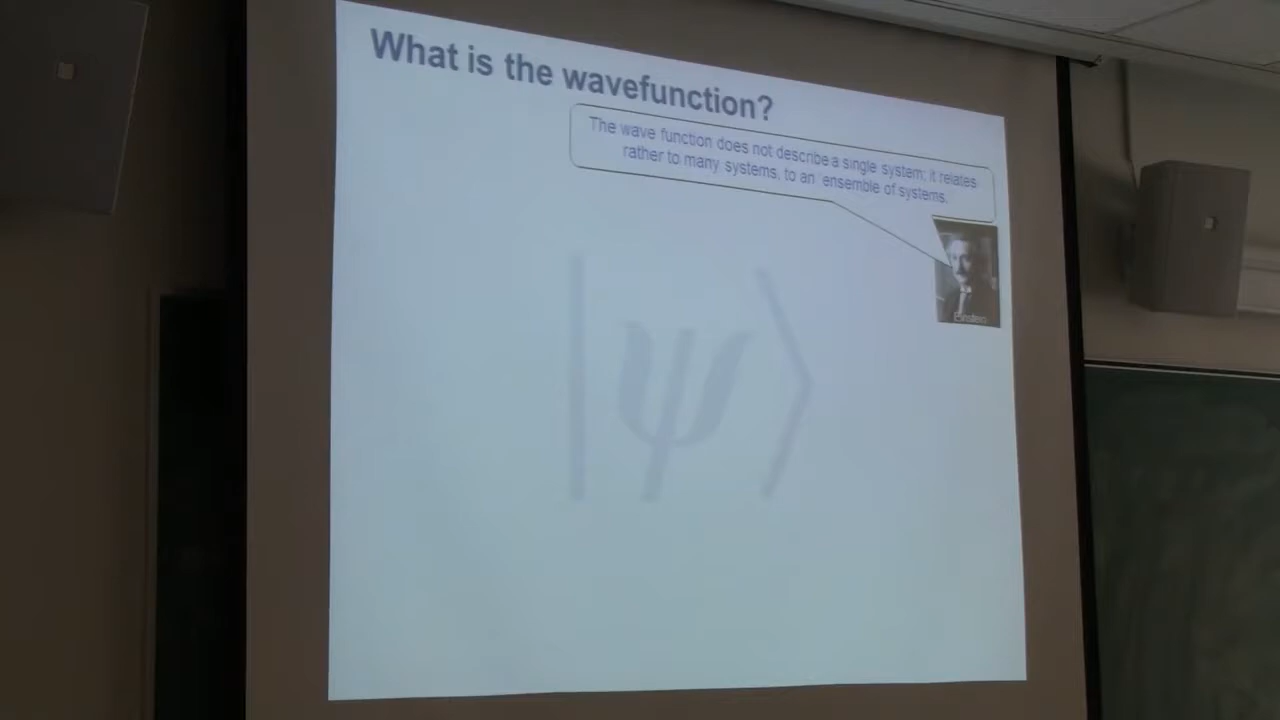 What is the wavefunction?
The wave function does not describe a single system; it relates
rather to many systems, to an 'ensemble of systems.
|ψ⟩
Einstein